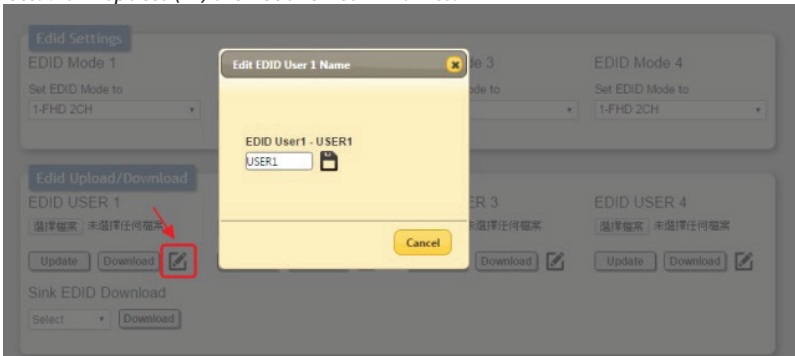 Edid Settings
EDID Mode 1
de 3
EDID Mode 4
Set EDID Mode to
ode to
Set EDID Mode to
1-FHD 2CH
1-FHD 2CH
Edit EDID User 1 Name
EDID User1 - USER1
USER1
Cancel
Edid Upload/Download
EDID USER 1
ER 3
EDID USER 4
選擇檔案 未選擇任何檔案
未選擇任何檔案
選擇檔案 未選擇任何檔案
Update Download
Download
Update Download
Sink EDID Download
Select Download